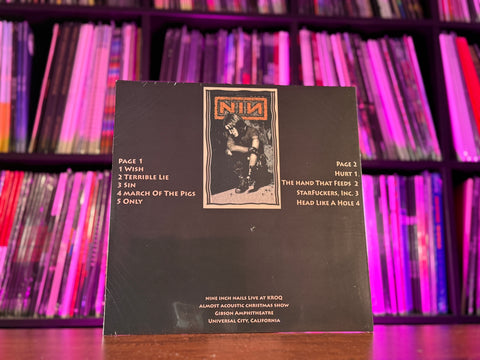 NIN
PAGE 1
1 WISH
2 TERRIBLE LIE
3 SIN
4 MARCH OF THE PIGS
5 ONLY
PAGE 2
HURT 1
THE HAND THAT FEEDS 2
STARFUCKERS, INC. 3
HEAD LIKE A HOLE 4
NINE INCH NAILS LIVE AT KROQ
ALMOST ACOUSTIC CHRISTMAS SHOW
GIBSON AMPHITHEATRE
UNIVERSAL CITY, CALIFORNIA